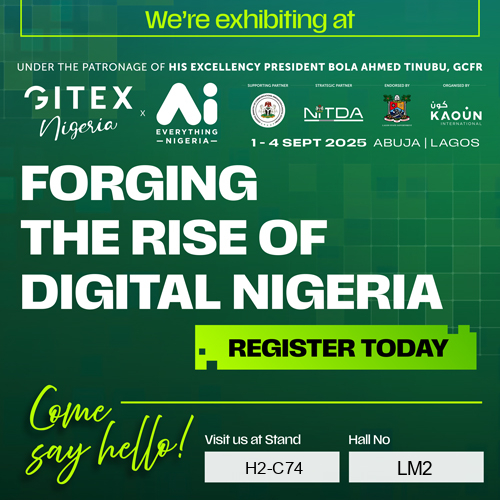 We're exhibiting at
UNDER THE PATRONAGE OF HIS EXCELLENCY PRESIDENT BOLA AHMED TINUBU, GCFR
GITEX
Nigeria
x
Ai
EVERYTHING
NIGERIA
SUPPORTING PARTNER
STRATEGIC PARTNER
NITDA
ENDORSED BY
ORGANISED BY
كاون
KAOUN
INTERNATIONAL
1 - 4 SEPT 2025 ABUJA | LAGOS
FORGING
THE RISE OF
DIGITAL NIGERIA
REGISTER TODAY
Come
say hello!
Visit us at Stand
H2-C74
Hall No
LM2